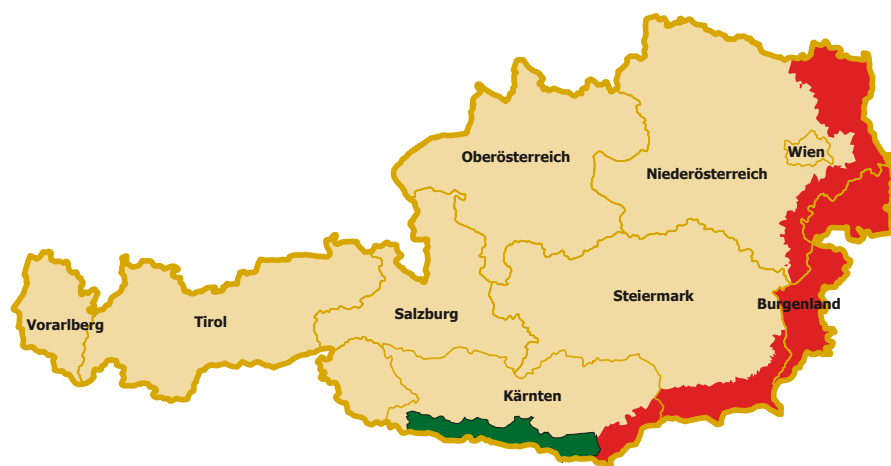 Wien
Oberösterreich
Niederösterreich
Steiermark
Burgenland
Salzburg
Tirol
Vorarlberg
Kärnten